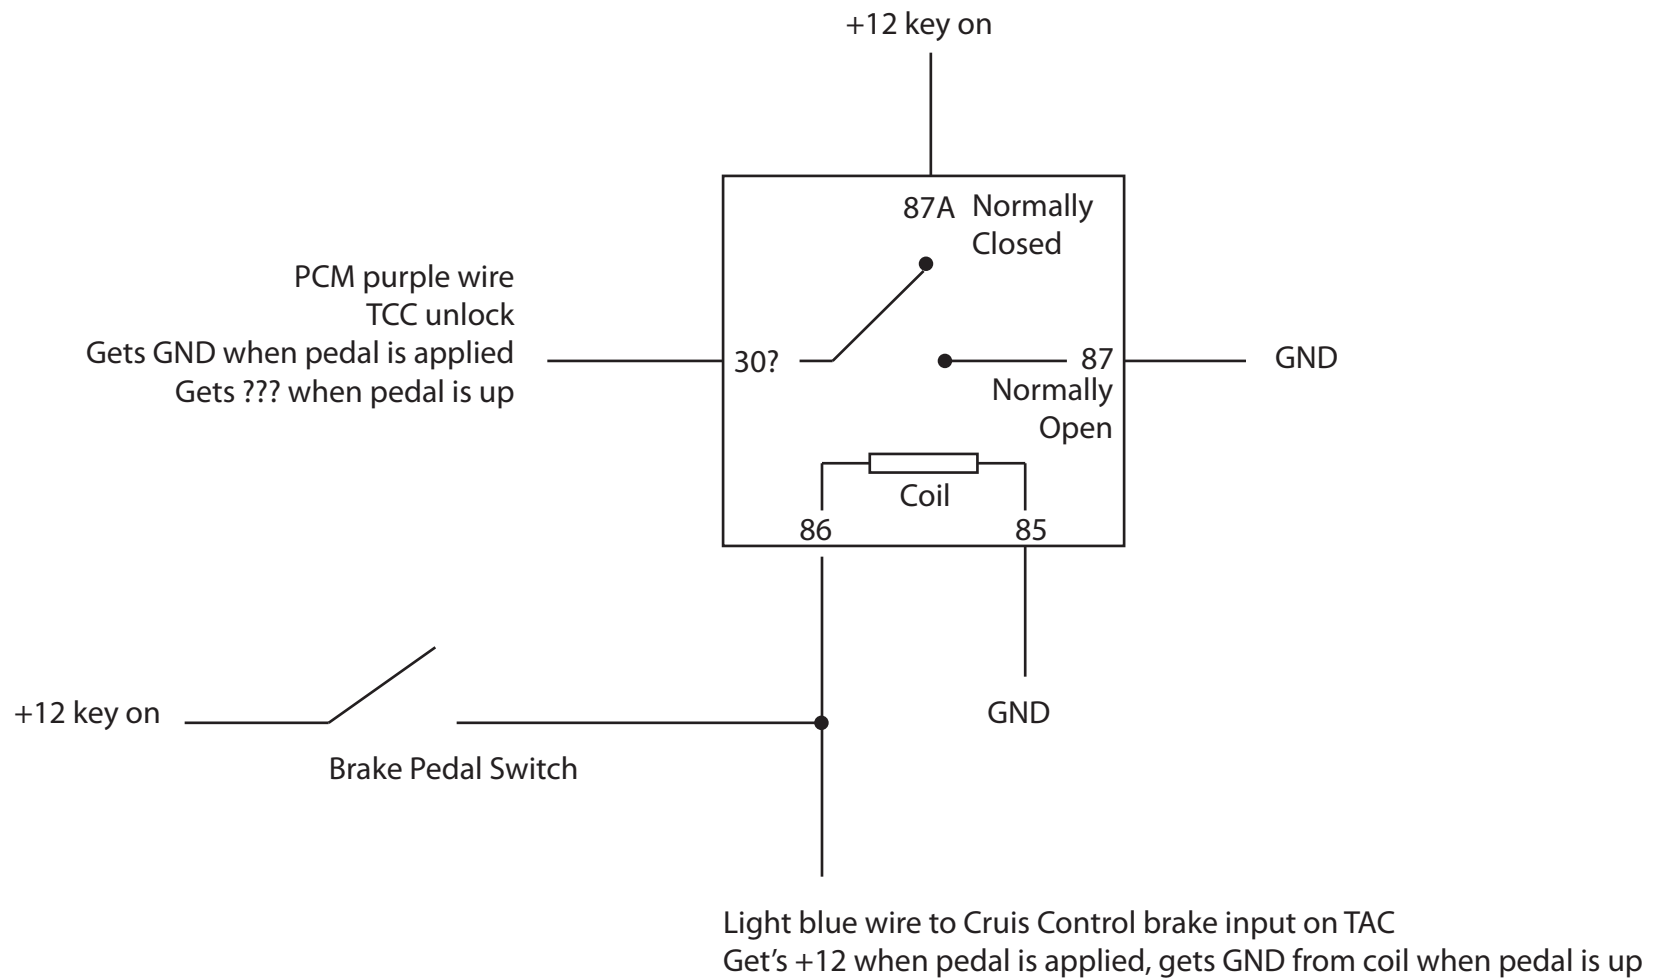 +12 key on
87A Normally
Closed
PCM purple wire
TCC unlock
Gets GND when pedal is applied
Gets ??? when pedal is up
30?
87
GND
Normally
Open
Coil
86
85
+12 key on
GND
Brake Pedal Switch
Light blue wire to Cruis Control brake input on TAC
Get's +12 when pedal is applied, gets GND from coil when pedal is up